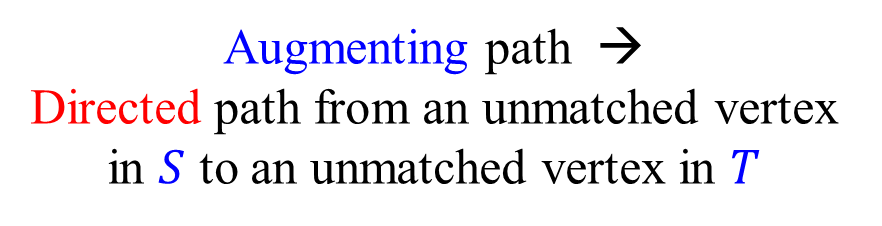 Augmenting path →
Directed path from an unmatched vertex
in S to an unmatched vertex in T